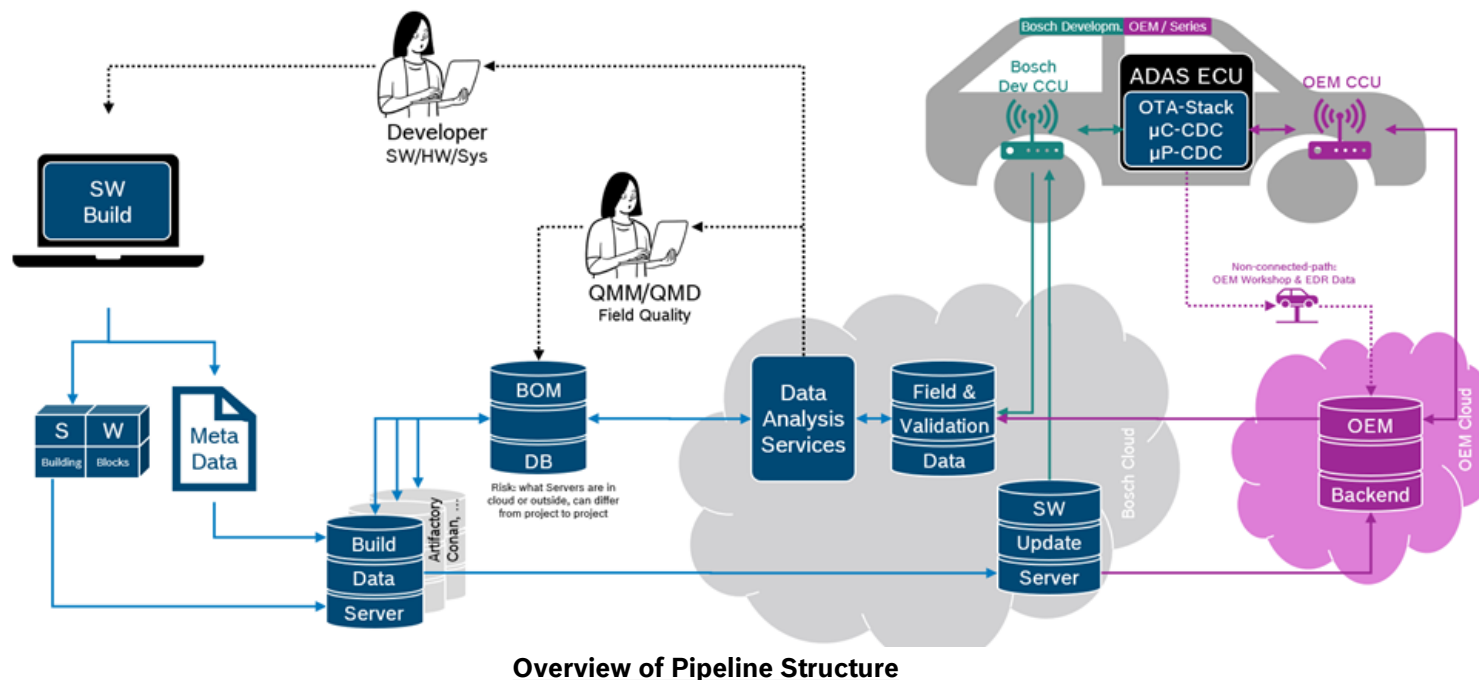 Bosch Developm. OEM / Series
Bosch
Dev CCU
ADAS ECU
OTA-Stack
µC-CDC
µP-CDC
OEM CCU
Developer
SW/HW/Sys
SW
Build
QMM/QMD
Field Quality
Non-connected-path:
OEM Workshop & EDR Data
S W
Building Blocks
Meta
Data
BOM
DB
Risk: what Servers are in
cloud or outside, can differ
from project to project
Data
Analysis
Services
Field &
Validation
Data
Bosch Cloud
OEM
Backend
OEM Cloud
Build
Data
Server
Artifactory
Conan, ...
SW
Update
Server
Overview of Pipeline Structure